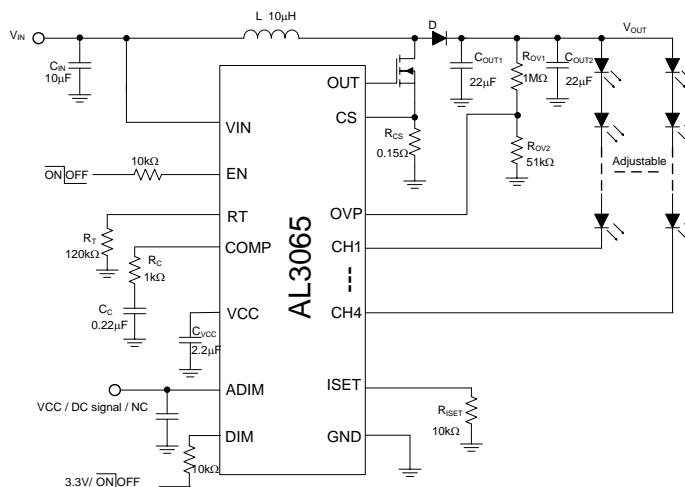 L 10μH
D
VIN
VOUT
CIN
10μF
COUT1
22μF
ROV1
1MΩ
COUT2
22μF
OUT
CS
RCS
0.15Ω
ROV2
51kΩ
Adjustable
VIN
10kΩ
ON OFF
EN
RT
RT
120kΩ
COMP
RC
1kΩ
CC
0.22μF
VCC
CVCC
2.2μF
AL3065
OVP
CH1
CH4
ADIM
VCC / DC signal / NC
ISET
RISET
10kΩ
DIM
10kΩ
GND
3.3V/ ON OFF